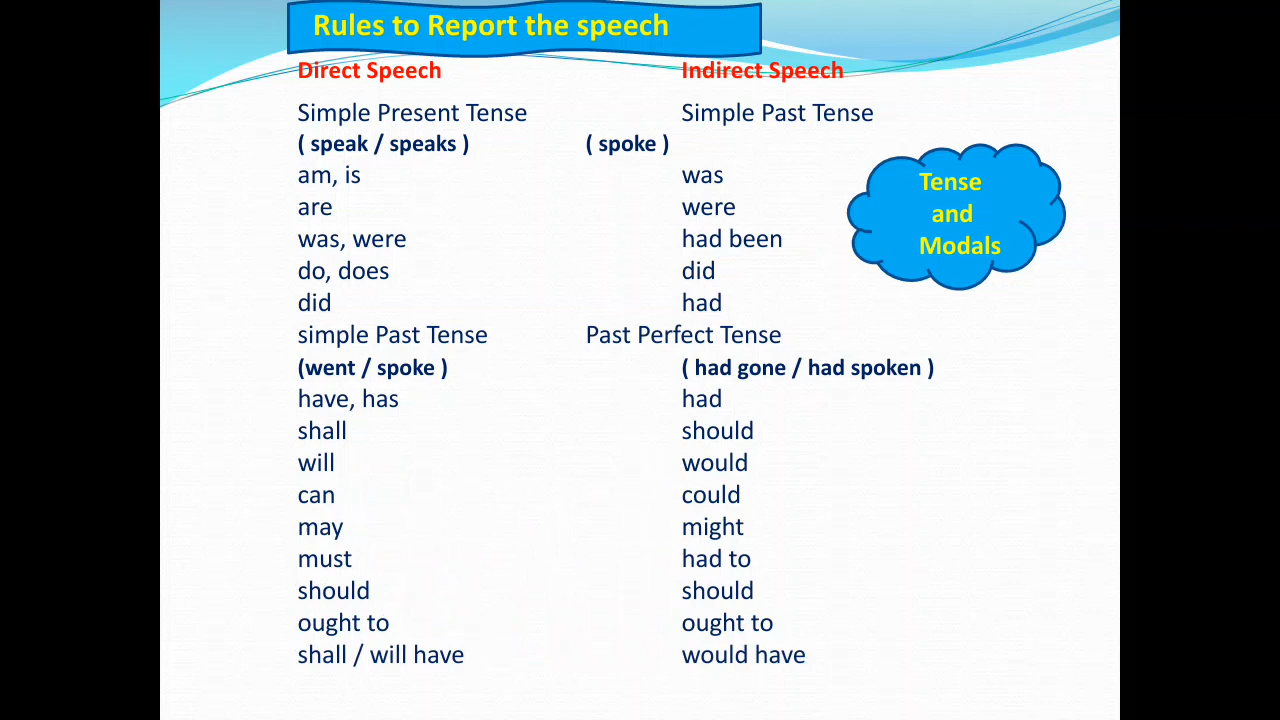 Rules to Report the speech
Direct Speech Indirect Speech
Simple Present Tense Simple Past Tense
( speak / speaks ) ( spoke )
am, is was
are were
was, were had been
do, does did
did had
simple Past Tense Past Perfect Tense
(went / spoke ) ( had gone / had spoken )
have, has had
shall should
will would
can could
may might
must had to
should should
ought to ought to
shall / will have would have
Tense
and
Modals